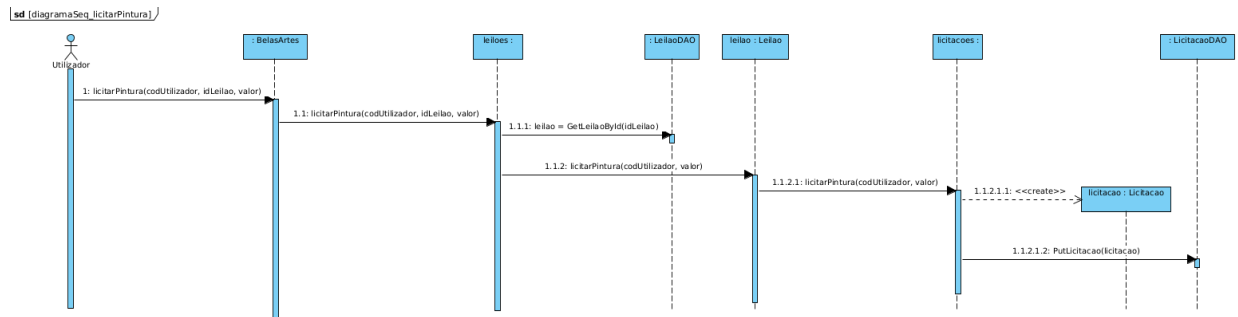 sd [diagramaSeq_licitarPintura]
: BelasArtes
leiloes :
: LeilaoDAO
leilao : Leilao
licitacoes :
: LicitacaoDAO
Utilizador
1: licitarPintura(codUtilizador, idLeilao, valor)
1.1: licitarPintura(codUtilizador, idLeilao, valor)
1.1.1: leilao = GetLeilaoById(idLeilao)
1.1.2: licitarPintura(codUtilizador, valor)
1.1.2.1: licitarPintura(codUtilizador, valor)
1.1.2.1.1: <<create>>
licitacao : Licitacao
1.1.2.1.2: PutLicitacao(licitacao)